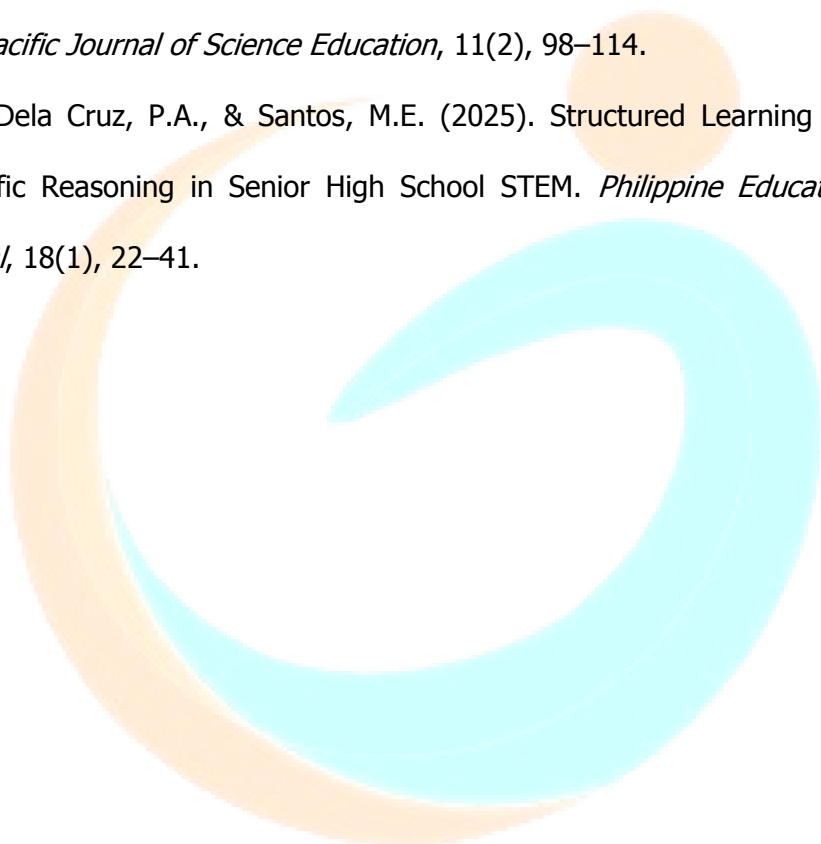 acific Journal of Science Education, 11(2), 98–114.
Dela Cruz, P.A., & Santos, M.E. (2025). Structured Learning
fic Reasoning in Senior High School STEM. Philippine Educat
l, 18(1), 22–41.